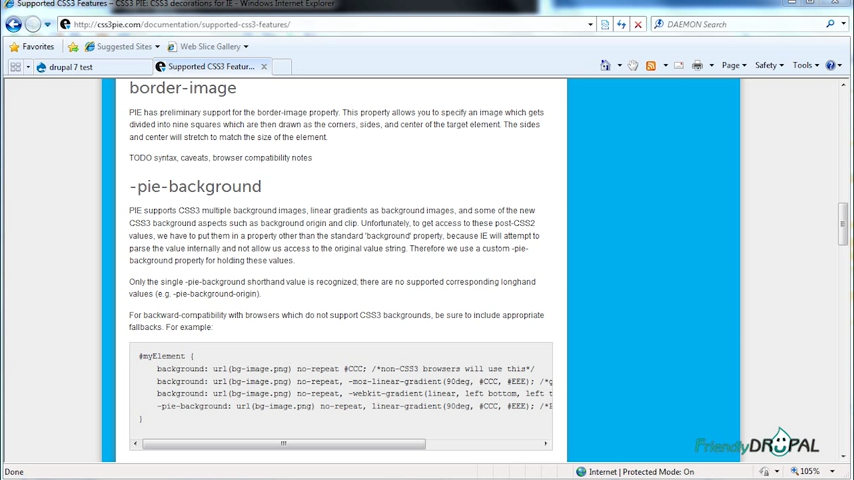 Supported CSS3 Features – CSS3 PIE: CSS3 decorations for IE - Windows Internet Explorer
http://css3pie.com/documentation/supported-css3-features/
DAEMON Search
Favorites
Suggested Sites
Web Slice Gallery
drupal 7 test
Supported CSS3 Featur...
Page
Safety
Tools
border-image
PIE has preliminary support for the border-image property. This property allows you to specify an image which gets
divided into nine squares which are then drawn as the corners, sides, and center of the target element. The sides
and center will stretch to match the size of the element.
TODO syntax, caveats, browser compatibility notes
-pie-background
PIE supports CSS3 multiple background images, linear gradients as background images, and some of the new
CSS3 background aspects such as background origin and clip. Unfortunately, to get access to these post-CSS2
values, we have to put them in a property other than the standard 'background' property, because IE will attempt to
parse the value internally and not allow us access to the original value string. Therefore we use a custom -pie-
background property for holding these values.
Only the single -pie-background shorthand value is recognized; there are no supported corresponding longhand
values (e.g. -pie-background-origin).
For backward-compatibility with browsers which do not support CSS3 backgrounds, be sure to include appropriate
fallbacks. For example:
#myElement {
background: url(bg-image.png) no-repeat #CCC; /*non-CSS3 browsers will use this*/
background: url(bg-image.png) no-repeat, -moz-linear-gradient(90deg, #CCC, #EEE); /*
background: url(bg-image.png) no-repeat, -webkit-gradient(linear, left bottom, left t
-pie-background: url(bg-image.png) no-repeat, linear-gradient(90deg, #CCC, #EEE); /*
}
FriendlyDRUPAL
Done
Internet | Protected Mode: On
105%